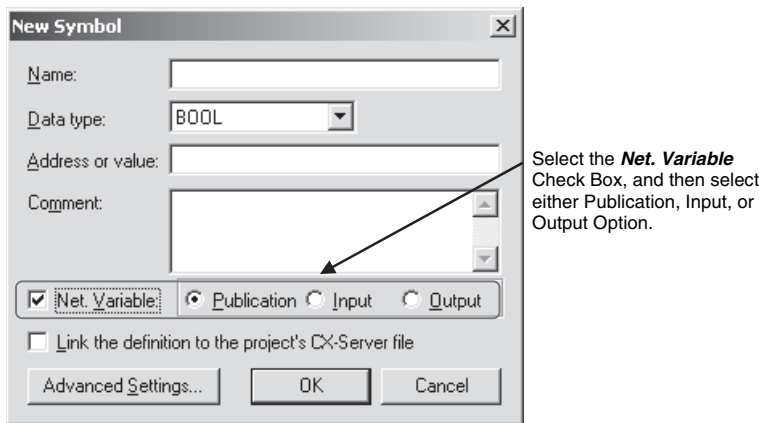 New Symbol
Name:
Data type: BOOL
Address or value:
Comment:
Select the Net. Variable
Check Box, and then select
either Publication, Input, or
Output Option.
Net. Variable: Publication Input Output
Link the definition to the project's CX-Server file
Advanced Settings... OK Cancel